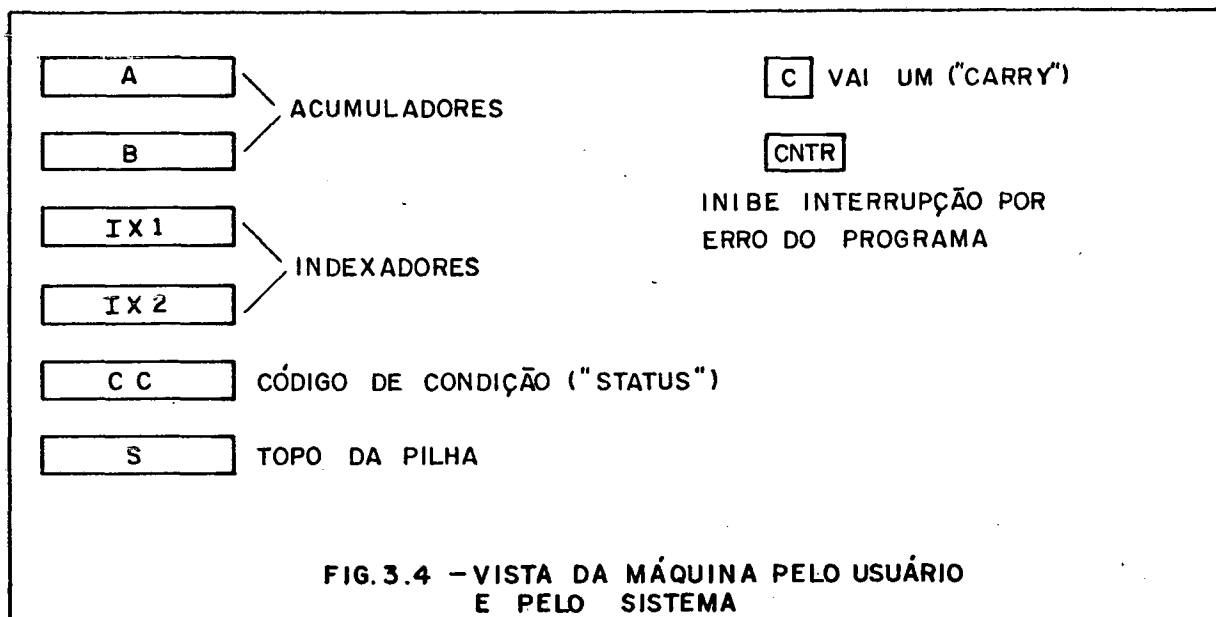 A
ACUMULADORES
B
IX1
INDEXADORES
IX2
CC CÓDIGO DE CONDIÇÃO ("STATUS")
S TOPO DA PILHA
C VAI UM ("CARRY")
CNTR
INIBE INTERRUPÇÃO POR
ERRO DO PROGRAMA
FIG. 3.4 - VISTA DA MÁQUINA PELO USUÁRIO
E PELO SISTEMA